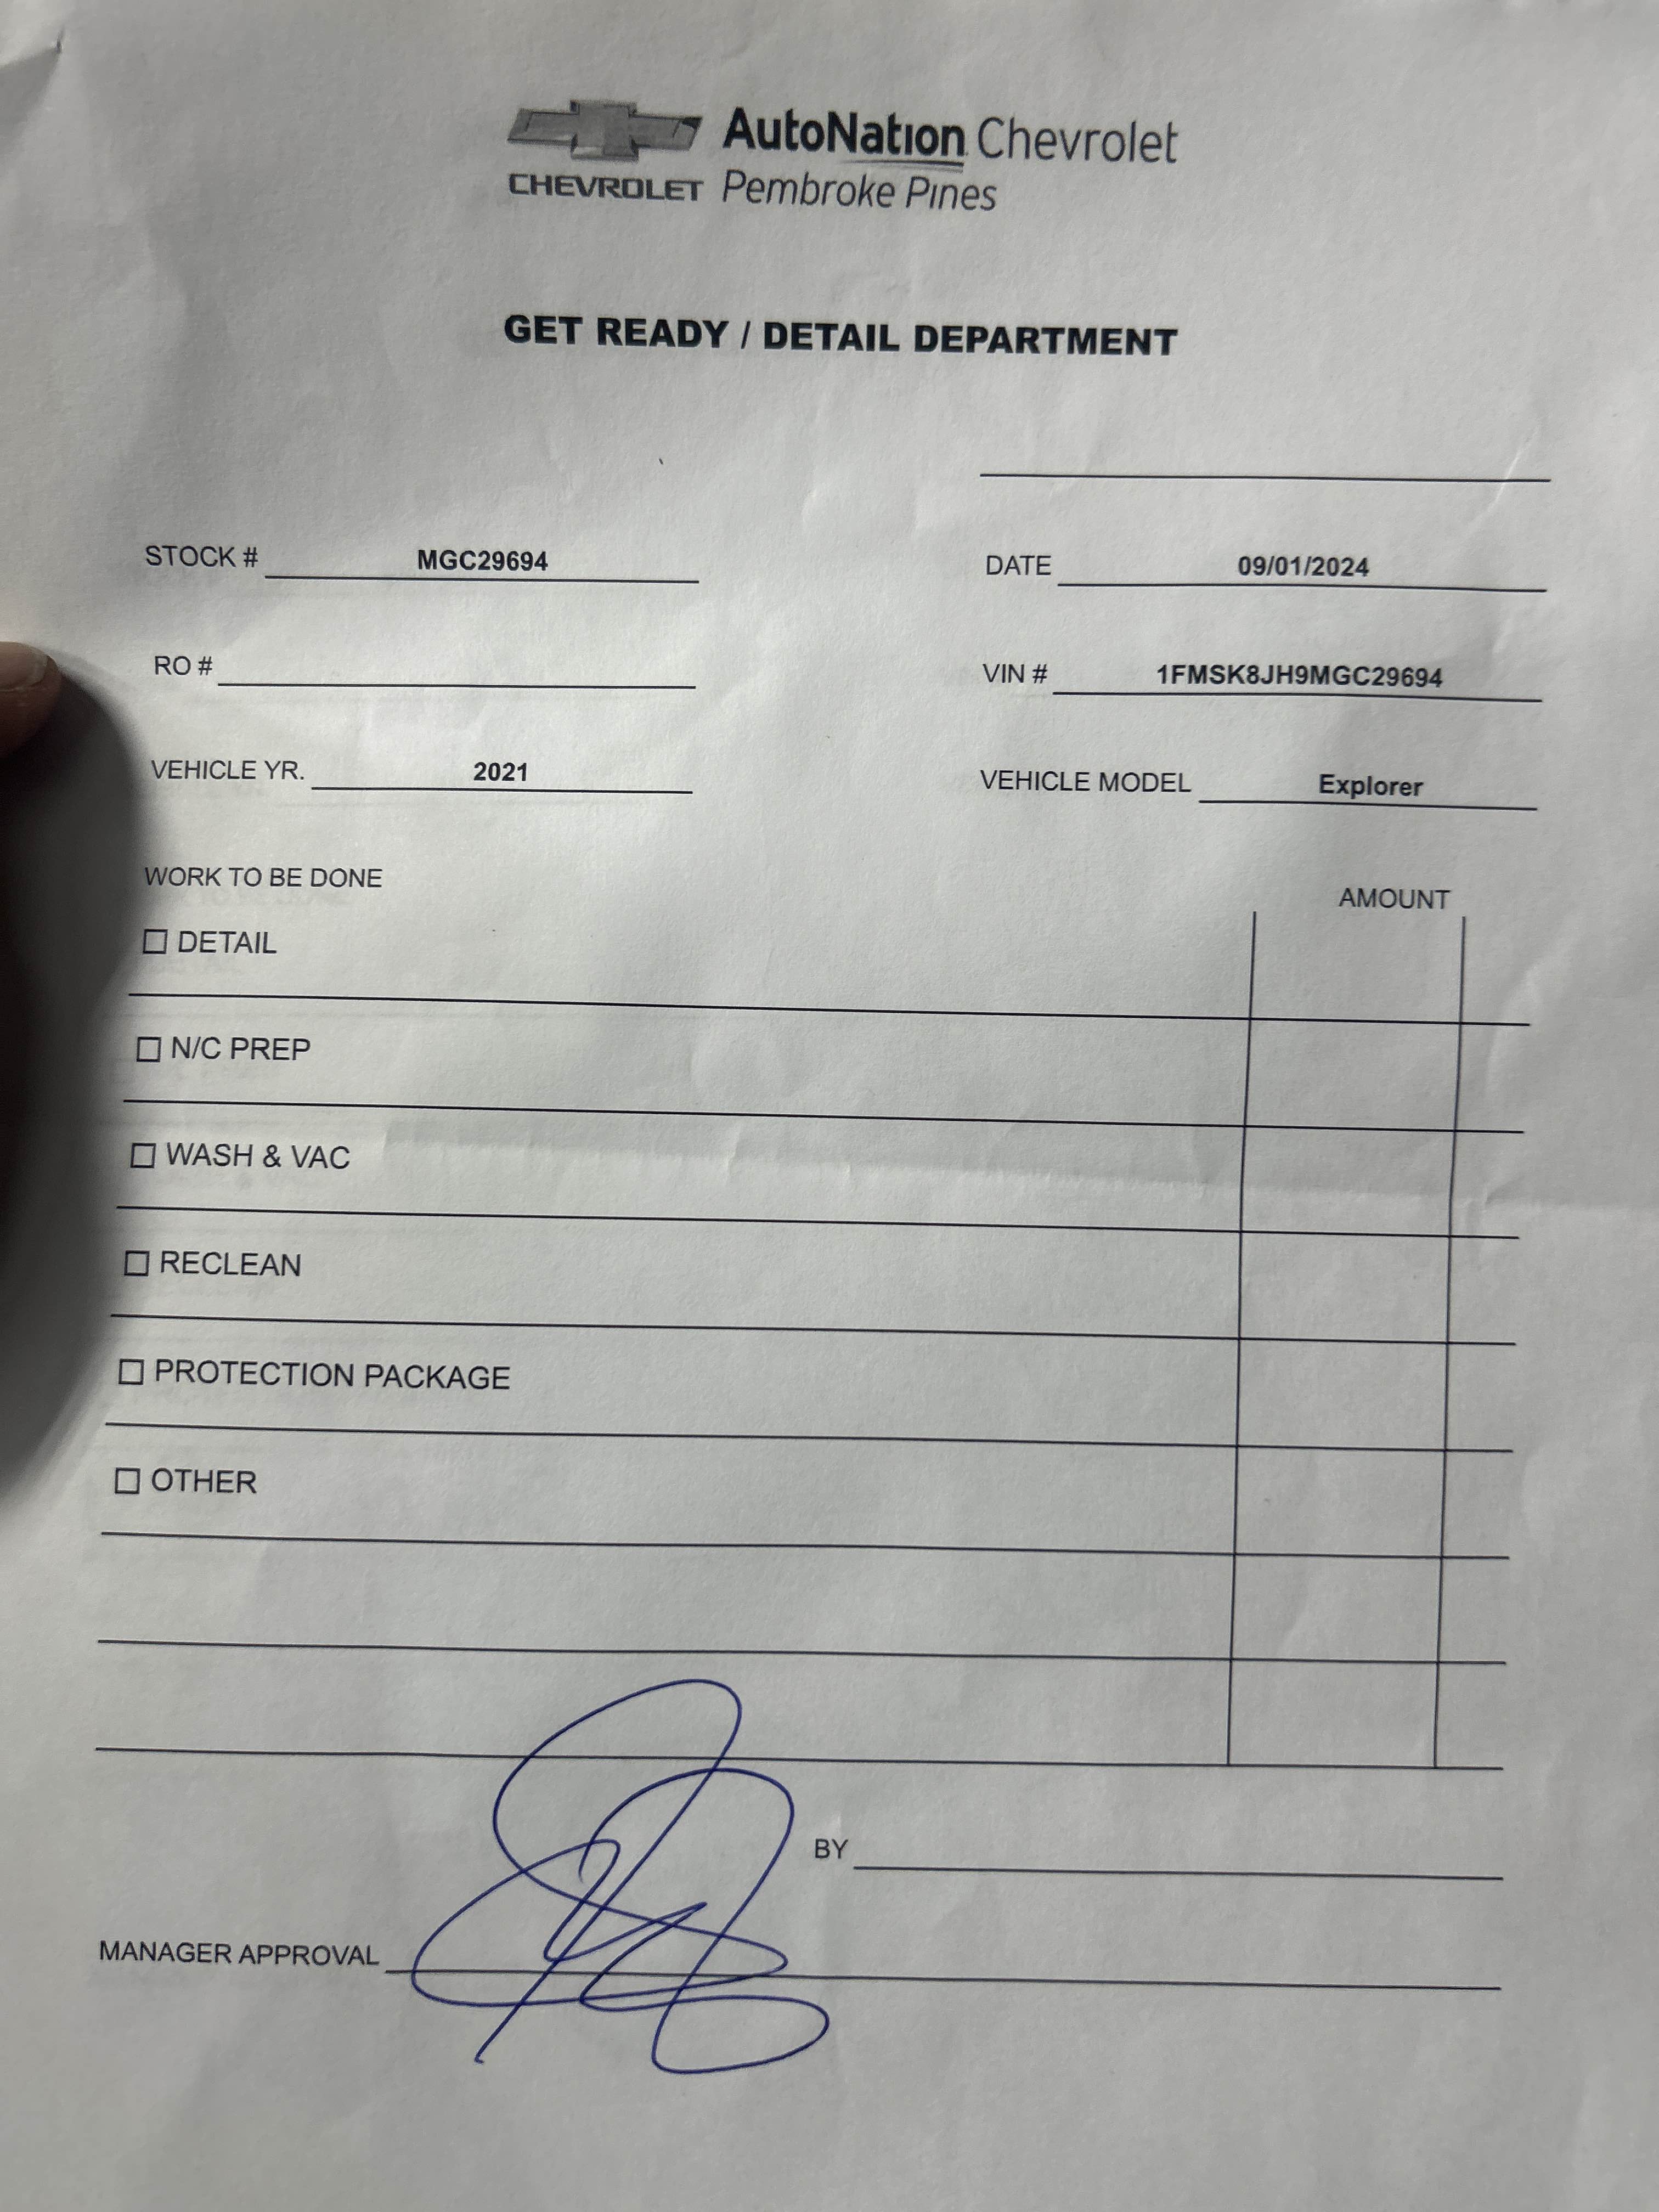 AutoNation Chevrolet
CHEVROLET Pembroke Pines
GET READY / DETAIL DEPARTMENT
STOCK # MGC29694 DATE 09/01/2024
RO # VIN # 1FMSK8JH9MGC29694
VEHICLE YR. 2021 VEHICLE MODEL Explorer
WORK TO BE DONE AMOUNT
☐ DETAIL
☐ N/C PREP
☐ WASH & VAC
☐ RECLEAN
☐ PROTECTION PACKAGE
☐ OTHER
BY
MANAGER APPROVAL